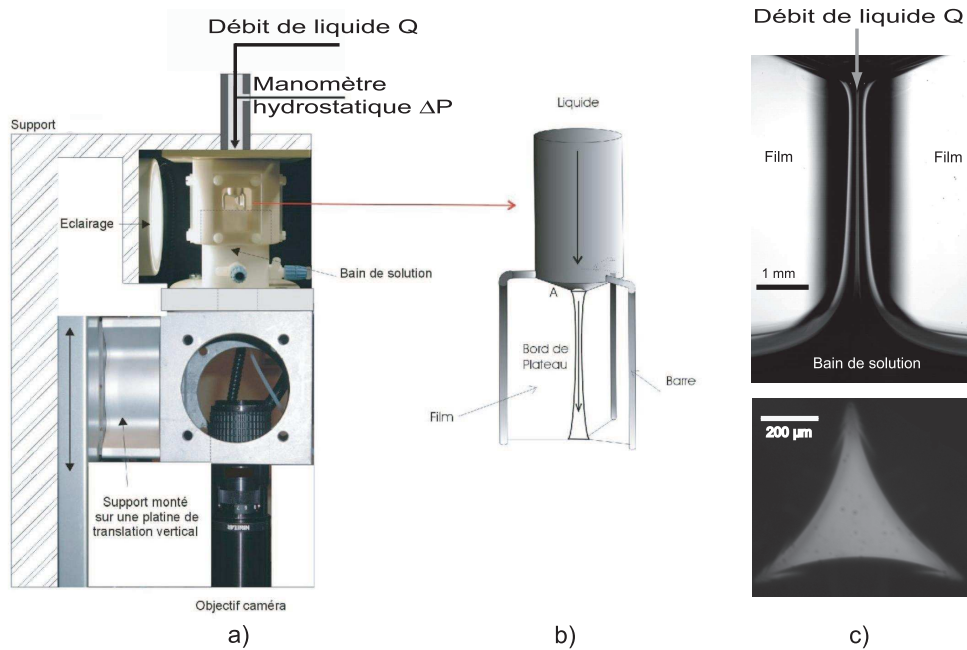 Débit de liquide Q
Manomètre
hydrostatique ΔP
Support
Eclairage
Bain de solution
Support monté
sur une platine de
translation vertical
Objectif caméra
a)
Liquide
A
Bord de
Plateau
Film
Barre
b)
Débit de liquide Q
Film
Film
1 mm
Bain de solution
200 µm
c)